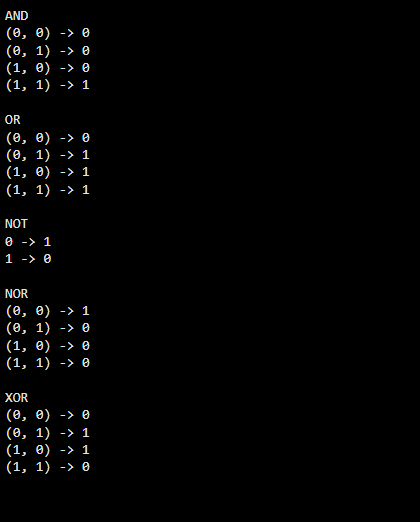 AND
(0, 0) -> 0
(0, 1) -> 0
(1, 0) -> 0
(1, 1) -> 1
OR
(0, 0) -> 0
(0, 1) -> 1
(1, 0) -> 1
(1, 1) -> 1
NOT
0 -> 1
1 -> 0
NOR
(0, 0) -> 1
(0, 1) -> 0
(1, 0) -> 0
(1, 1) -> 0
XOR
(0, 0) -> 0
(0, 1) -> 1
(1, 0) -> 1
(1, 1) -> 0